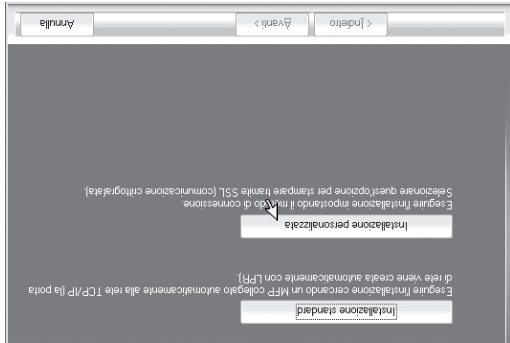 Installazione standard
Esegue l'installazione cercando un MFP collegato automaticamente alla rete TCP/IP (la porta
di rete viene creata automaticamente con LPR).
Installazione personalizzata
Esegue l'installazione impostando il metodo di connessione.
Selezionare quest'opzione per stampare tramite SSL (comunicazione crittografata).
< Indietro
Avanti >
Annulla